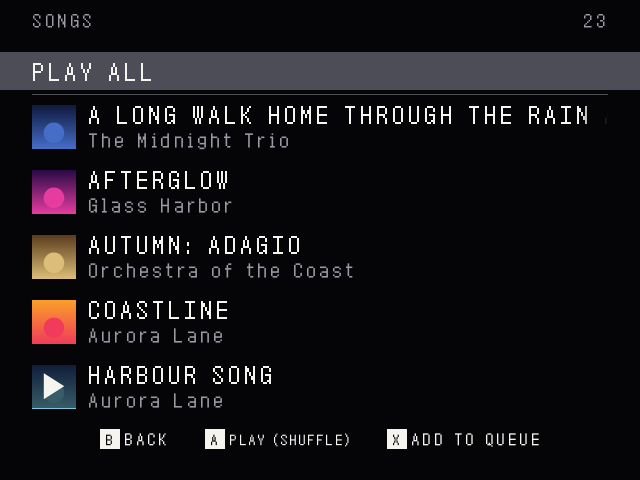 SONGS 23
PLAY ALL
A LONG WALK HOME THROUGH THE RAIN
The Midnight Trio
AFTERGLOW
Glass Harbor
AUTUMN: ADAGIO
Orchestra of the Coast
COASTLINE
Aurora Lane
HARBOUR SONG
Aurora Lane
B BACK A PLAY (SHUFFLE) X ADD TO QUEUE